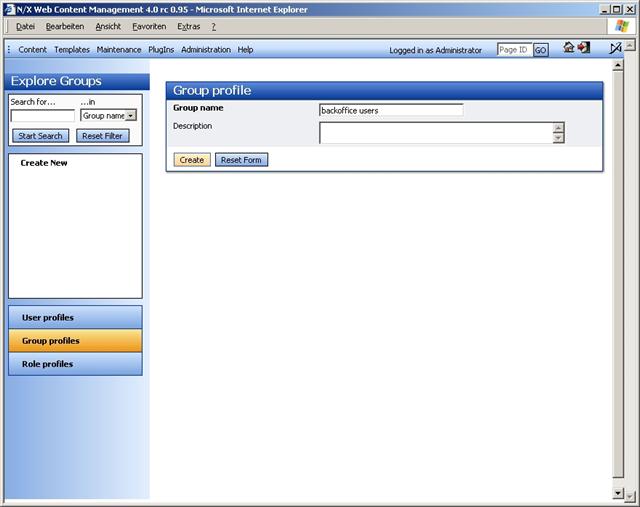 N/X Web Content Management 4.0 rc 0.95 - Microsoft Internet Explorer
Datei Bearbeiten Ansicht Favoriten Extras ?
Content Templates Maintenance PlugIns Administration Help Logged in as Administrator Page ID GO
Explore Groups
Search for... ...in
Group name
Start Search Reset Filter
Create New
User profiles
Group profiles
Role profiles
Group profile
Group name backoffice users
Description
Create Reset Form